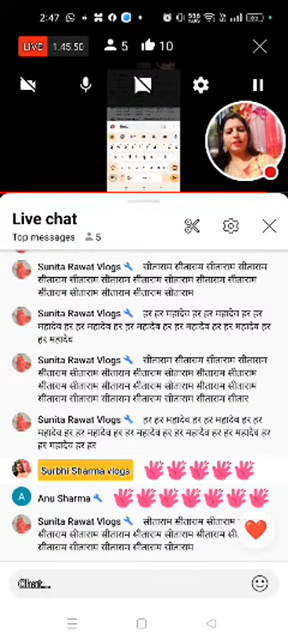 2:47
LIVE 1.45.50 5 10
Live chat
Top messages 5
Sunita Rawat Vlogs सीताराम सीताराम सीताराम सीताराम
सीताराम सीताराम सीताराम सीताराम सीताराम सीताराम
सीताराम सीताराम सीताराम सीताराम
Sunita Rawat Vlogs हर हर महादेव हर हर महादेव हर हर
महादेव हर हर महादेव हर हर महादेव हर हर महादेव हर
हर महादेव
Sunita Rawat Vlogs सीताराम सीताराम सीताराम सीताराम
सीताराम सीताराम सीताराम सीताराम सीताराम सीताराम
सीताराम सीताराम सीताराम सीताराम सीताराम सीताराम
सीताराम सीताराम सीताराम सीताराम सीताराम सीतार
Sunita Rawat Vlogs हर हर महादेव हर हर महादेव हर हर
महादेव हर हर महादेव हर हर महादेव हर हर महादेव हर
हर महादेव हर हर
Surbhi Sharma vlogs
Anu Sharma
Sunita Rawat Vlogs सीताराम सीताराम सीताराम
सीताराम सीताराम सीताराम सीताराम सीताराम
सीताराम सीताराम सीताराम सीताराम
Chat...